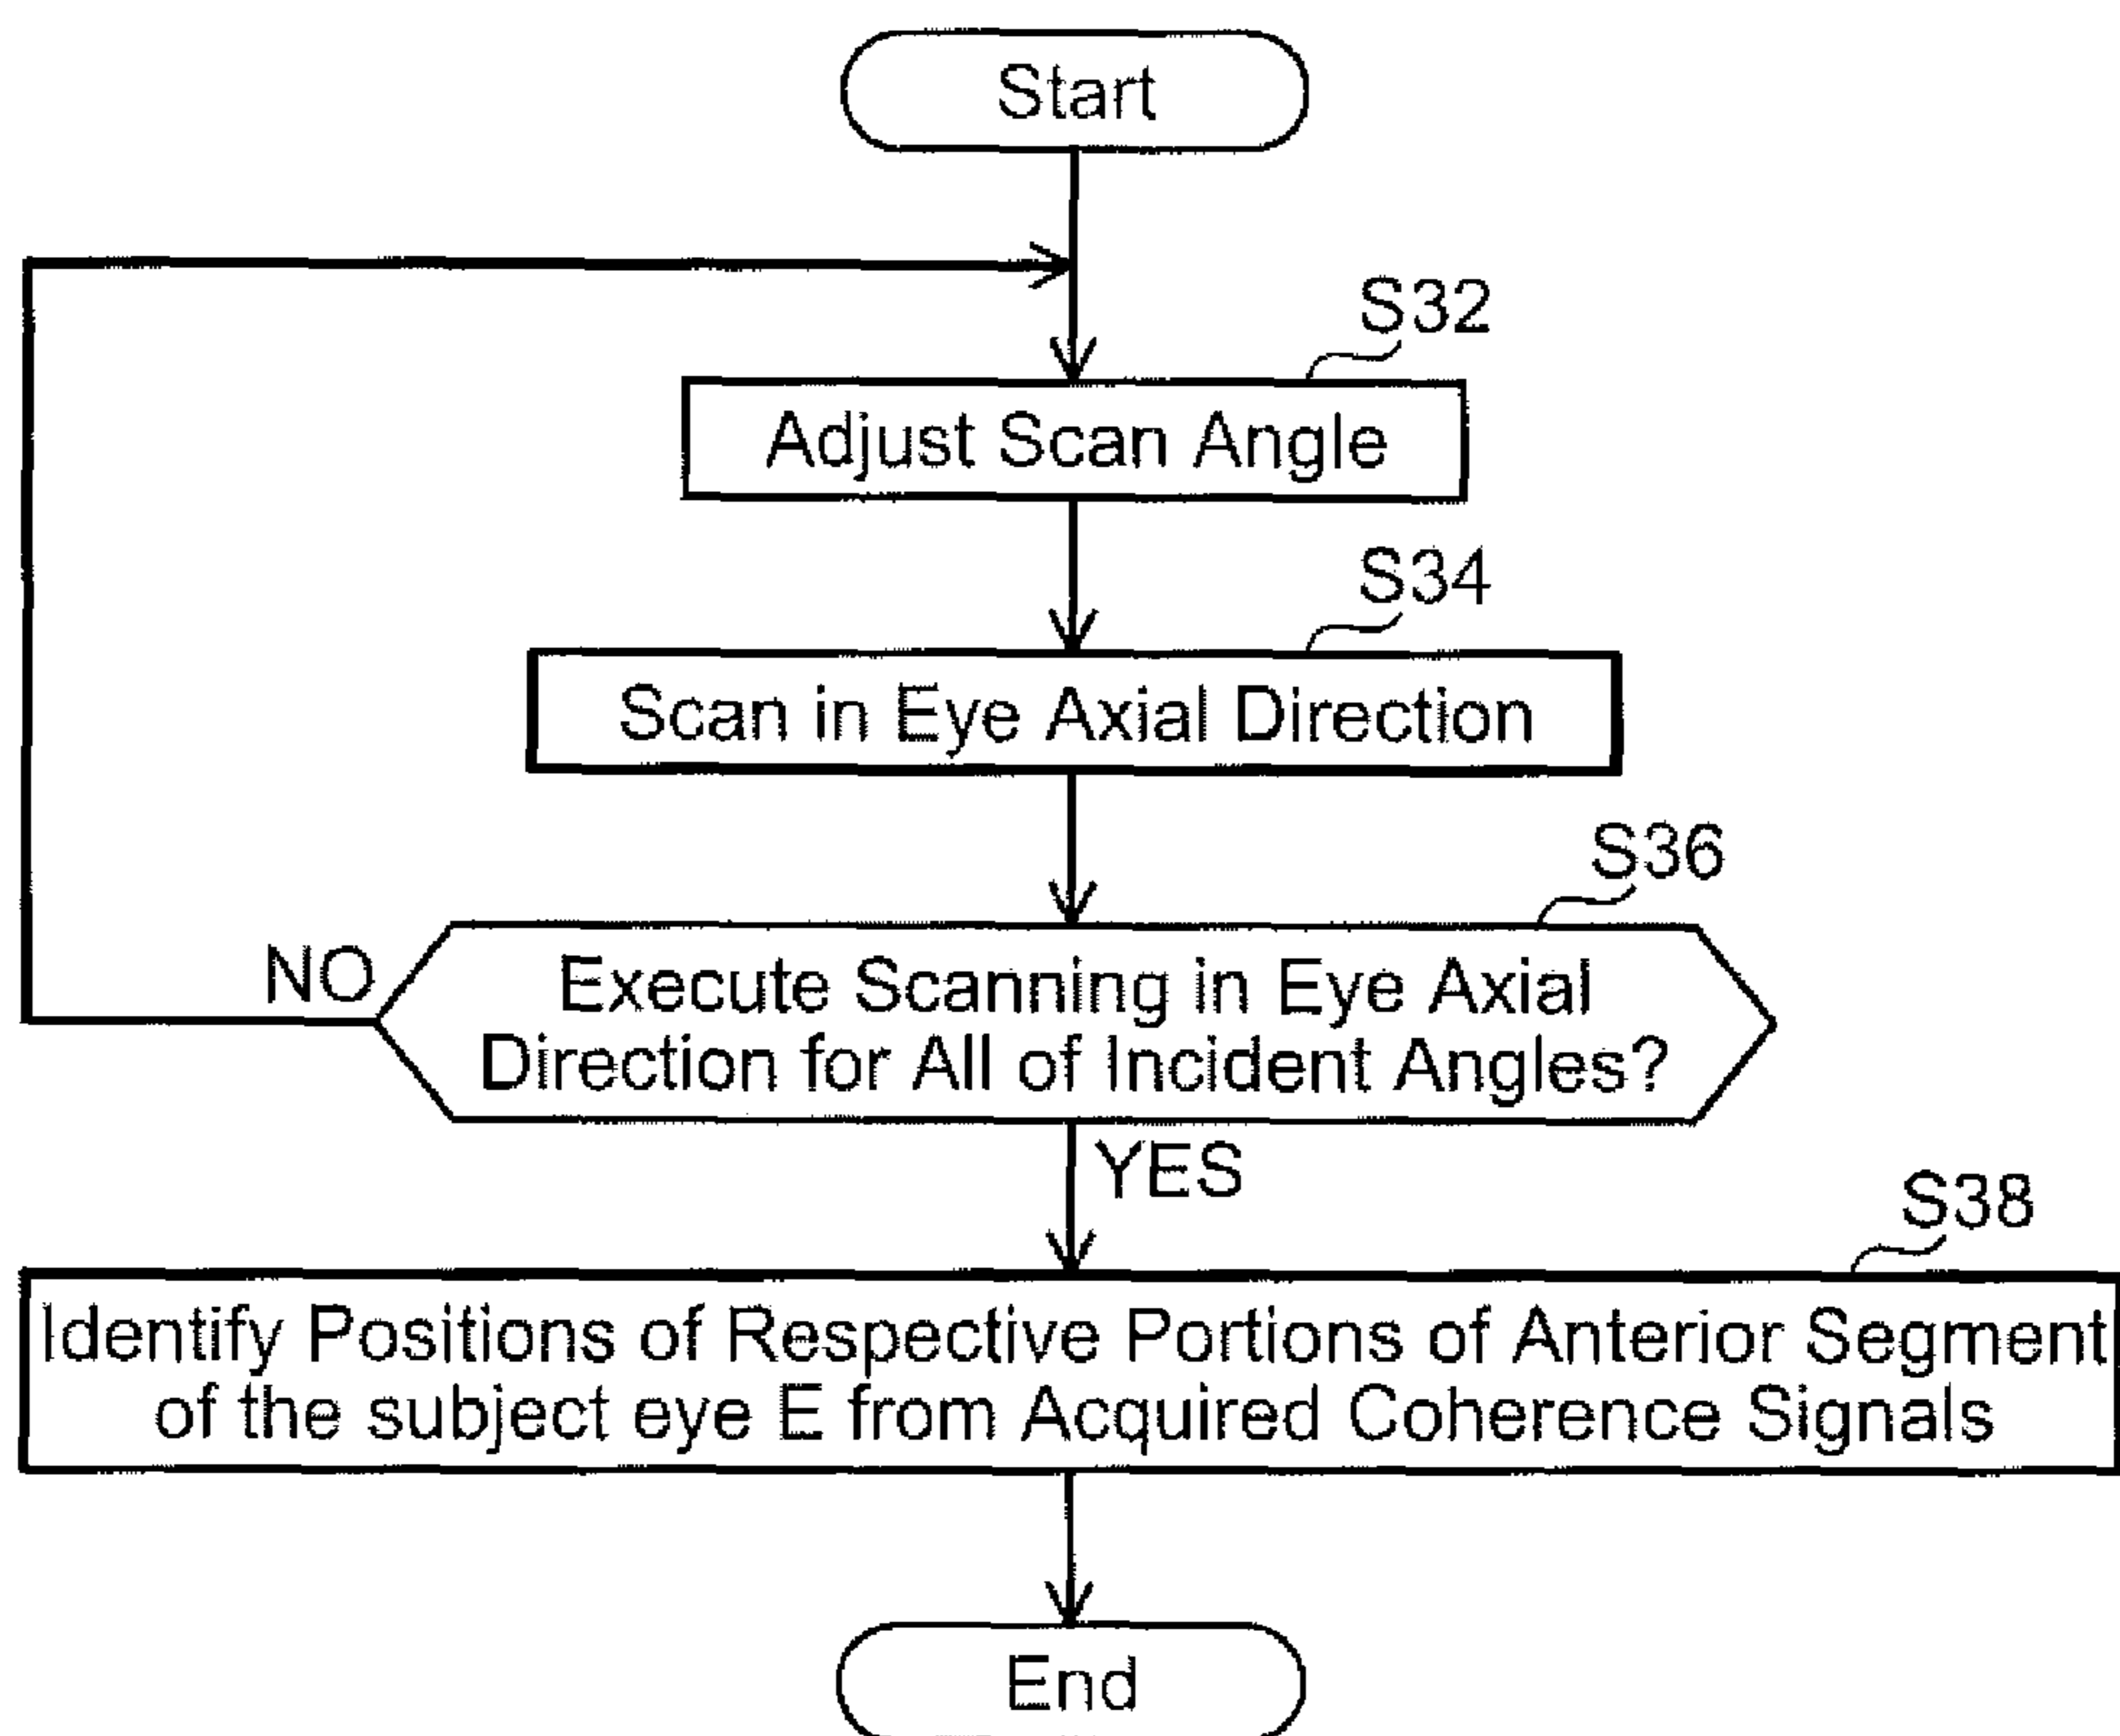 Start
S32
Adjust Scan Angle
S34
Scan in Eye Axial Direction
S36
NO
Execute Scanning in Eye Axial
Direction for All of Incident Angles?
YES
S38
Identify Positions of Respective Portions of Anterior Segment
of the subject eye E from Acquired Coherence Signals
End